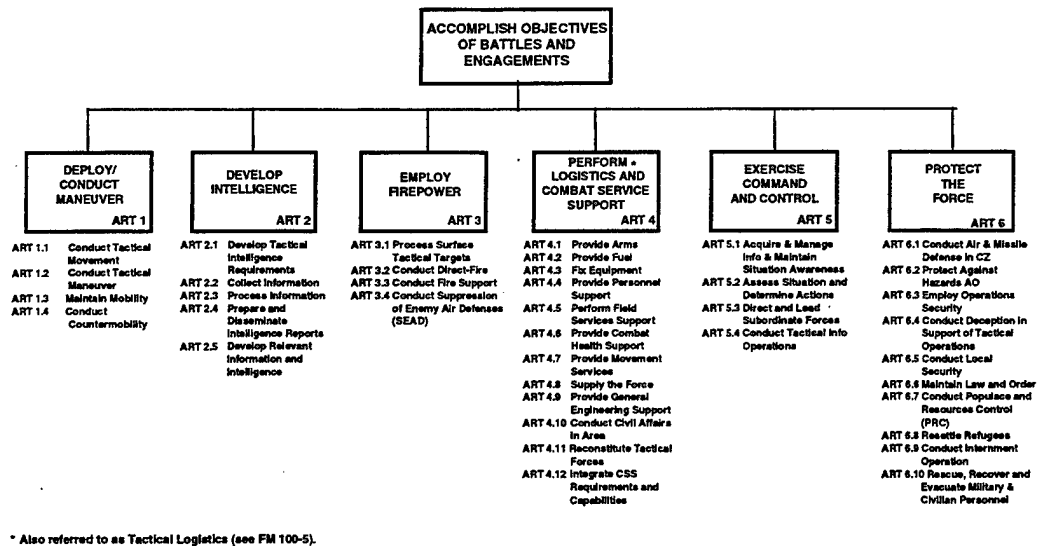 ACCOMPLISH OBJECTIVES
OF BATTLES AND
ENGAGEMENTS
DEPLOY/
CONDUCT
MANEUVER
ART 1
DEVELOP
INTELLIGENCE
ART 2
EMPLOY
FIREPOWER
ART 3
PERFORM *
LOGISTICS AND
COMBAT SERVICE
SUPPORT
ART 4
EXERCISE
COMMAND
AND CONTROL
ART 5
PROTECT
THE
FORCE
ART 6
ART 1.1 Conduct Tactical
Movement
ART 1.2 Conduct Tactical
Maneuver
ART 1.3 Maintain Mobility
ART 1.4 Conduct
Countermobility
ART 2.1 Develop Tactical
Intelligence
Requirements
ART 2.2 Collect Information
ART 2.3 Process Information
ART 2.4 Prepare and
Disseminate
Intelligence Reports
ART 2.5 Develop Relevant
Information and
Intelligence
ART 3.1 Process Surface
Tactical Targets
ART 3.2 Conduct Direct-Fire
ART 3.3 Conduct Fire Support
ART 3.4 Conduct Suppression
of Enemy Air Defenses
(SEAD)
ART 4.1 Provide Arms
ART 4.2 Provide Fuel
ART 4.3 Fix Equipment
ART 4.4 Provide Personnel
Support
ART 4.5 Perform Field
Services Support
ART 4.6 Provide Combat
Health Support
ART 4.7 Provide Movement
Services
ART 4.8 Supply the Force
ART 4.9 Provide General
Engineering Support
ART 4.10 Conduct Civil Affairs
In Area
ART 4.11 Reconstitute Tactical
Forces
ART 4.12 Integrate CSS
Requirements and
Capabilities
ART 5.1 Acquire & Manage
Info & Maintain
Situation Awareness
ART 5.2 Assess Situation and
Determine Actions
ART 5.3 Direct and Lead
Subordinate Forces
ART 5.4 Conduct Tactical Info
Operations
ART 6.1 Conduct Air & Missile
Defense in CZ
ART 6.2 Protect Against
Hazards AO
ART 6.3 Employ Operations
Security
ART 6.4 Conduct Deception in
Support of Tactical
Operations
ART 6.5 Conduct Local
Security
ART 6.6 Maintain Law and Order
ART 6.7 Conduct Populace and
Resources Control
(PRC)
ART 6.8 Resettle Refugees
ART 6.9 Conduct Internment
Operation
ART 6.10 Rescue, Recover and
Evacuate Military &
Civilian Personnel
* Also referred to as Tactical Logistics (see FM 100-5).